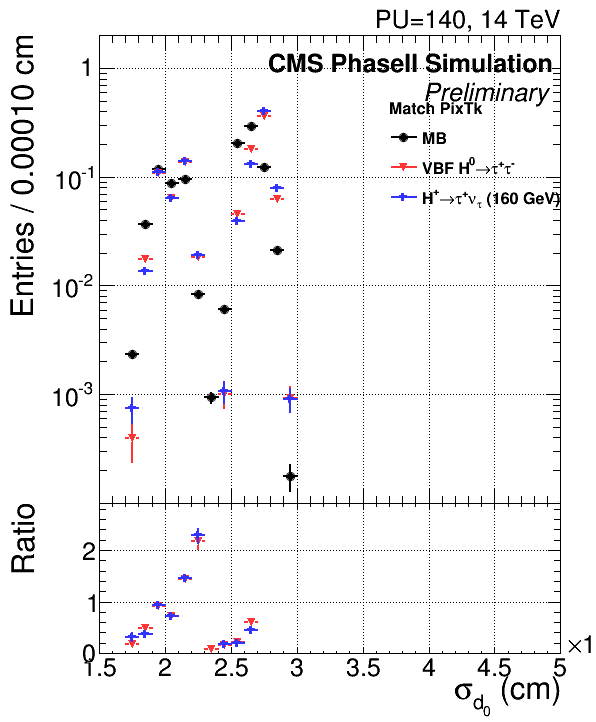 PU=140, 14 TeV
CMS PhaseII Simulation
Preliminary
Match PixTk
MB
VBF H⁰→τ⁺τ⁻
H⁺→τ⁺ν_τ (160 GeV)
Entries / 0.00010 cm
1
10⁻¹
10⁻²
10⁻³
Ratio
2
1
0
1.5 2 2.5 3 3.5 4 4.5 5
×1
σ_d₀ (cm)